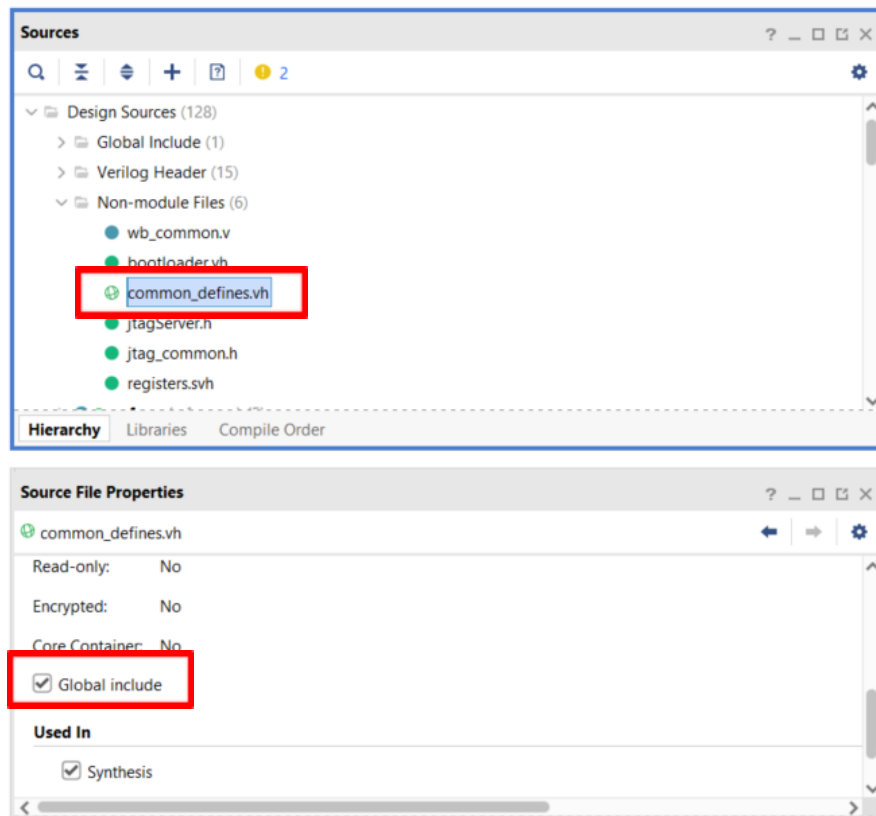 Sources
2
Design Sources (128)
Global Include (1)
Verilog Header (15)
Non-module Files (6)
wb_common.v
bootloader.vh
common_defines.vh
jtagServer.h
jtag_common.h
registers.svh
Hierarchy Libraries Compile Order
Source File Properties
common_defines.vh
Read-only: No
Encrypted: No
Core Container: No
Global include
Used In
Synthesis